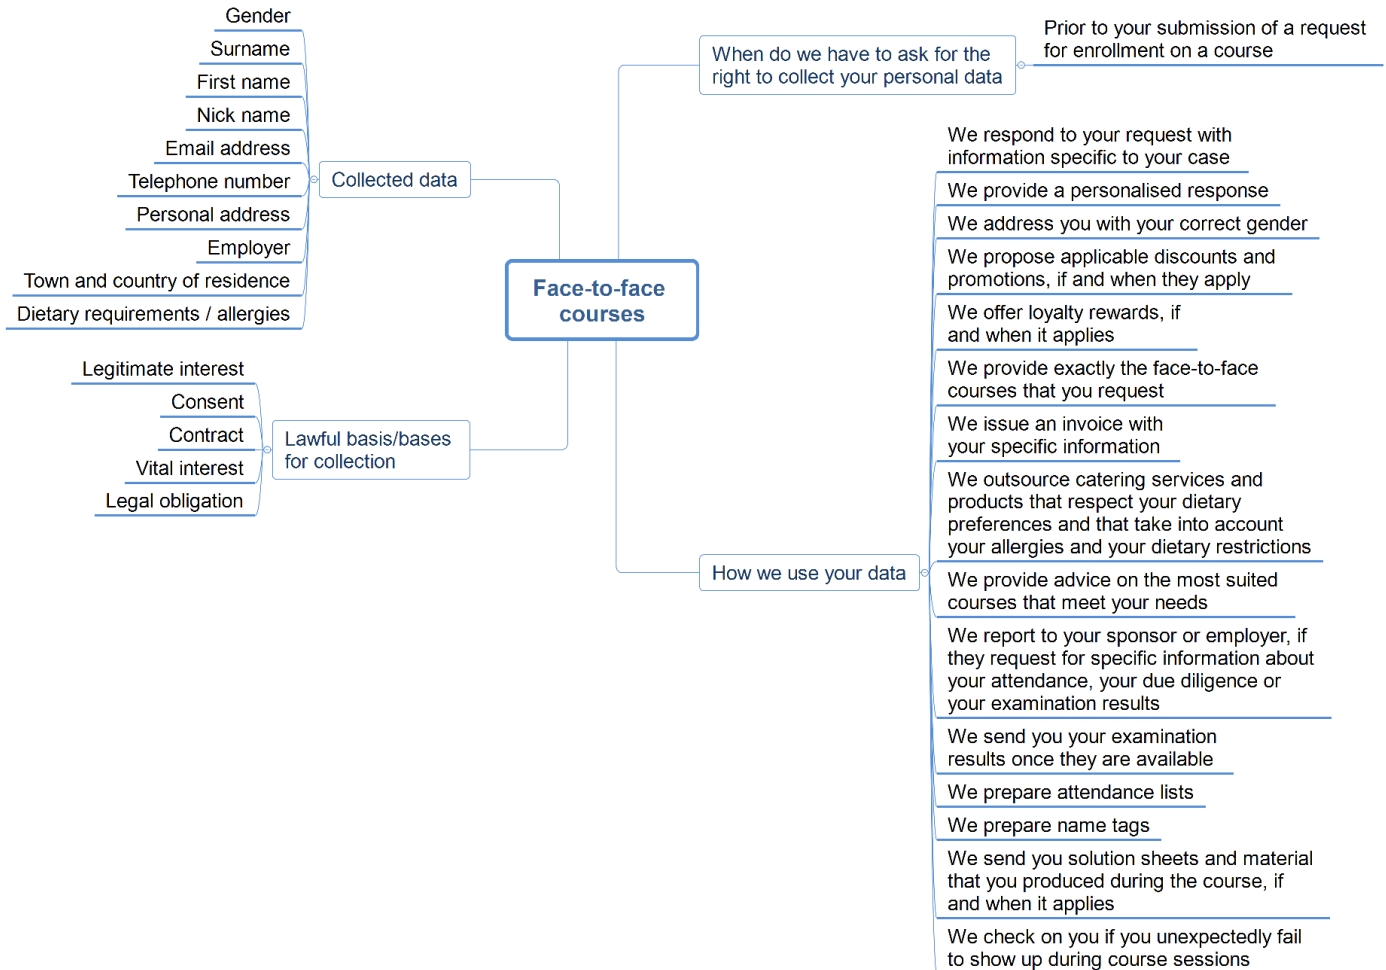 Gender
Surname
First name
Nick name
Email address
Telephone number
Personal address
Employer
Town and country of residence
Dietary requirements / allergies
Collected data
Legitimate interest
Consent
Contract
Vital interest
Legal obligation
Lawful basis/bases
for collection
Face-to-face
courses
When do we have to ask for the
right to collect your personal data
Prior to your submission of a request
for enrollment on a course
How we use your data
We respond to your request with
information specific to your case
We provide a personalised response
We address you with your correct gender
We propose applicable discounts and
promotions, if and when they apply
We offer loyalty rewards, if
and when it applies
We provide exactly the face-to-face
courses that you request
We issue an invoice with
your specific information
We outsource catering services and
products that respect your dietary
preferences and that take into account
your allergies and your dietary restrictions
We provide advice on the most suited
courses that meet your needs
We report to your sponsor or employer, if
they request for specific information about
your attendance, your due diligence or
your examination results
We send you your examination
results once they are available
We prepare attendance lists
We prepare name tags
We send you solution sheets and material
that you produced during the course, if
and when it applies
We check on you if you unexpectedly fail
to show up during course sessions